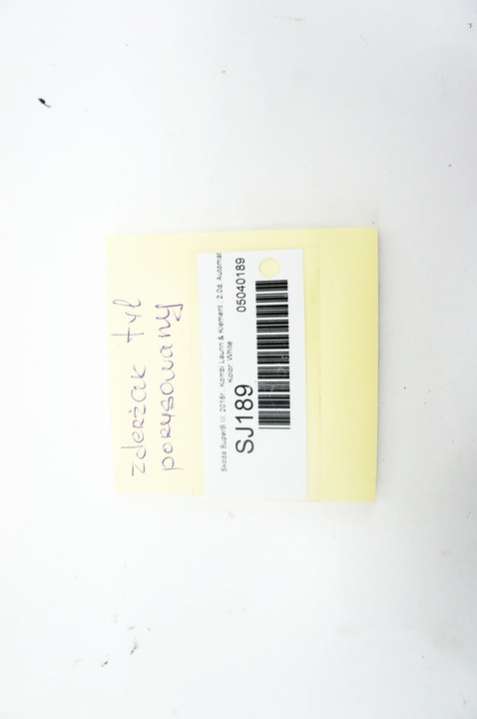 zderzak tył
porysowany
Skoda SuperB III, 2016r, Kombi Laurin & Klement, 2.0d, Automat
Kolor White
SJ189 05040189